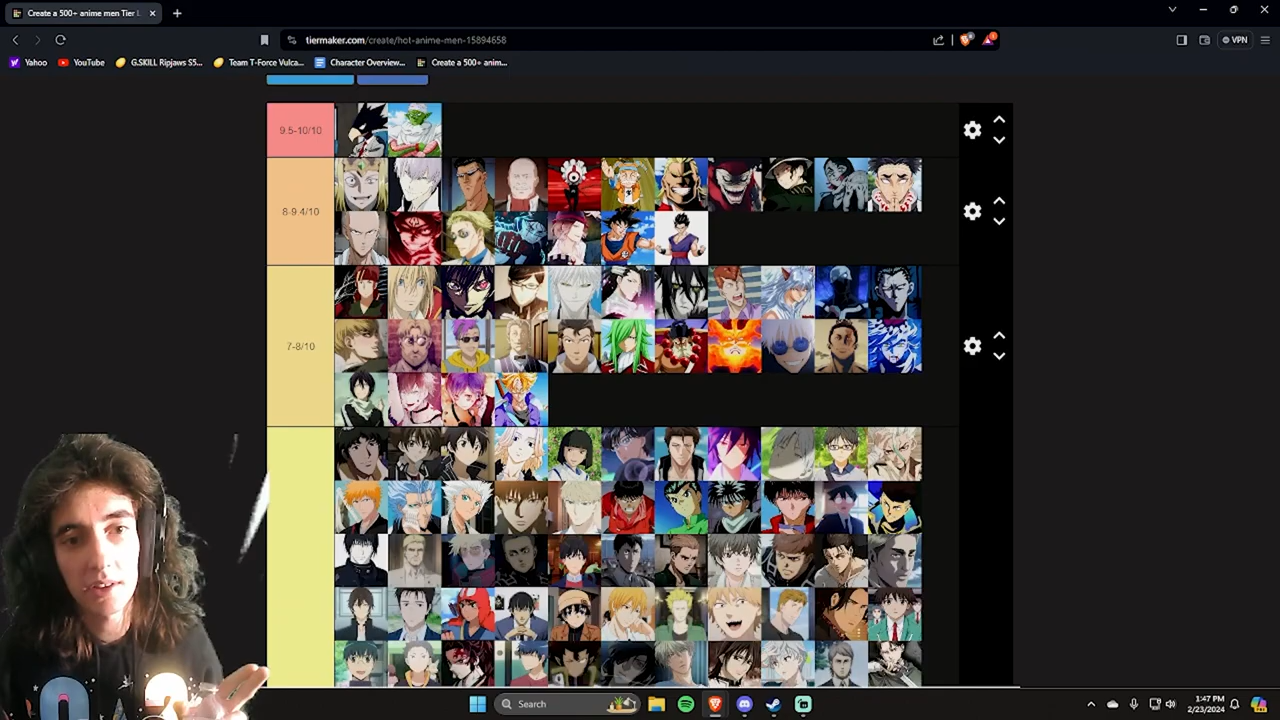 Create a 500+ anime men Tier l
tiermaker.com/create/hot-anime-men-15894658
VPN
Yahoo
YouTube
G.SKILL Ripjaws S5...
Team T-Force Vulca...
Character Overview...
Create a 500+ anim...
9.5-10/10
8-9.4/10
7-8/10
Search
1:47 PM
2/23/2024